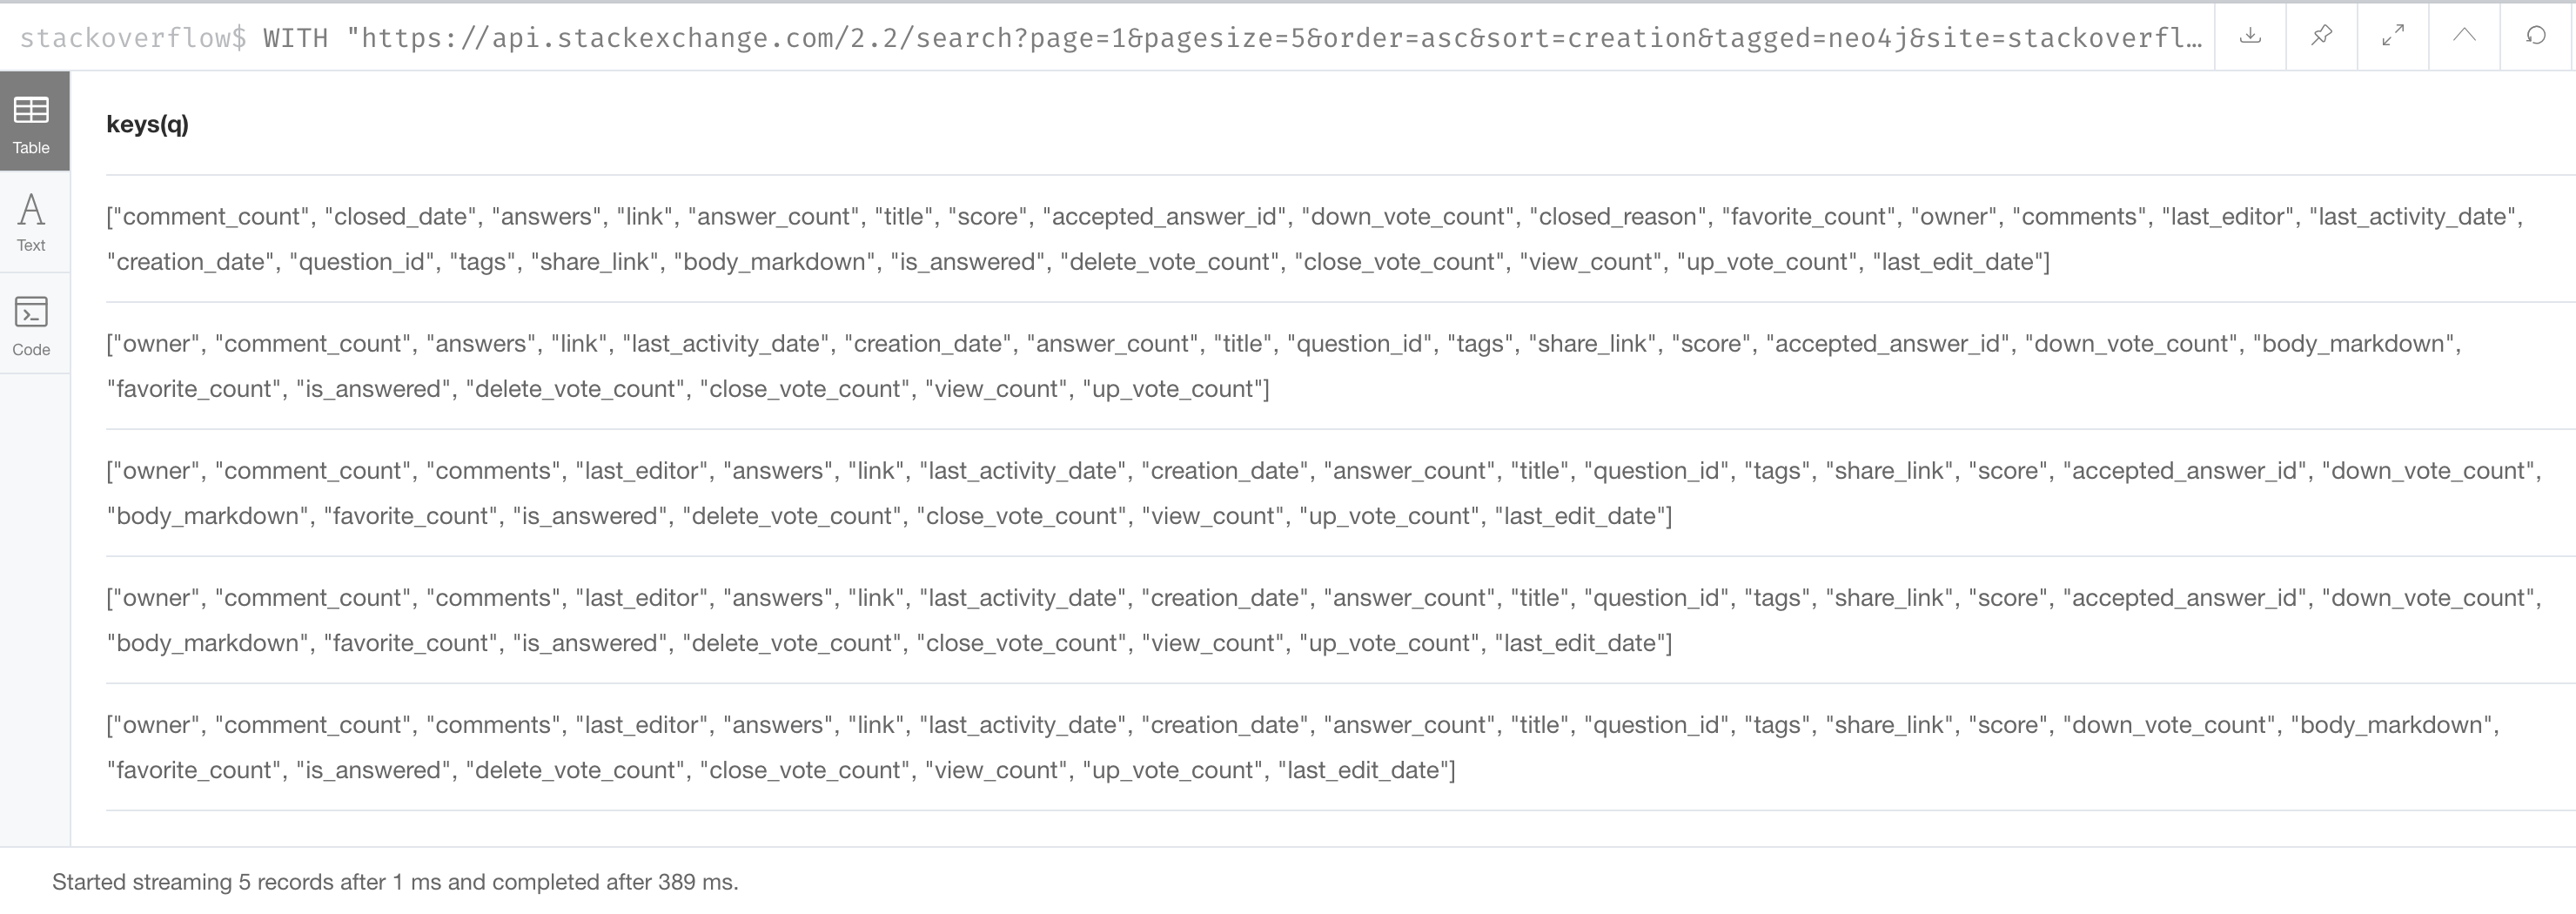 stackoverflow$ WITH "https://api.stackexchange.com/2.2/search?page=1&pagesize=5&order=asc&sort=creation&tagged=neo4j&site=stackoverfl…
Table
Text
Code
keys(q)
["comment_count", "closed_date", "answers", "link", "answer_count", "title", "score", "accepted_answer_id", "down_vote_count", "closed_reason", "favorite_count", "owner", "comments", "last_editor", "last_activity_date",
"creation_date", "question_id", "tags", "share_link", "body_markdown", "is_answered", "delete_vote_count", "close_vote_count", "view_count", "up_vote_count", "last_edit_date"]
["owner", "comment_count", "answers", "link", "last_activity_date", "creation_date", "answer_count", "title", "question_id", "tags", "share_link", "score", "accepted_answer_id", "down_vote_count", "body_markdown",
"favorite_count", "is_answered", "delete_vote_count", "close_vote_count", "view_count", "up_vote_count"]
["owner", "comment_count", "comments", "last_editor", "answers", "link", "last_activity_date", "creation_date", "answer_count", "title", "question_id", "tags", "share_link", "score", "accepted_answer_id", "down_vote_count",
"body_markdown", "favorite_count", "is_answered", "delete_vote_count", "close_vote_count", "view_count", "up_vote_count", "last_edit_date"]
["owner", "comment_count", "comments", "last_editor", "answers", "link", "last_activity_date", "creation_date", "answer_count", "title", "question_id", "tags", "share_link", "score", "accepted_answer_id", "down_vote_count",
"body_markdown", "favorite_count", "is_answered", "delete_vote_count", "close_vote_count", "view_count", "up_vote_count", "last_edit_date"]
["owner", "comment_count", "comments", "last_editor", "answers", "link", "last_activity_date", "creation_date", "answer_count", "title", "question_id", "tags", "share_link", "score", "down_vote_count", "body_markdown",
"favorite_count", "is_answered", "delete_vote_count", "close_vote_count", "view_count", "up_vote_count", "last_edit_date"]
Started streaming 5 records after 1 ms and completed after 389 ms.